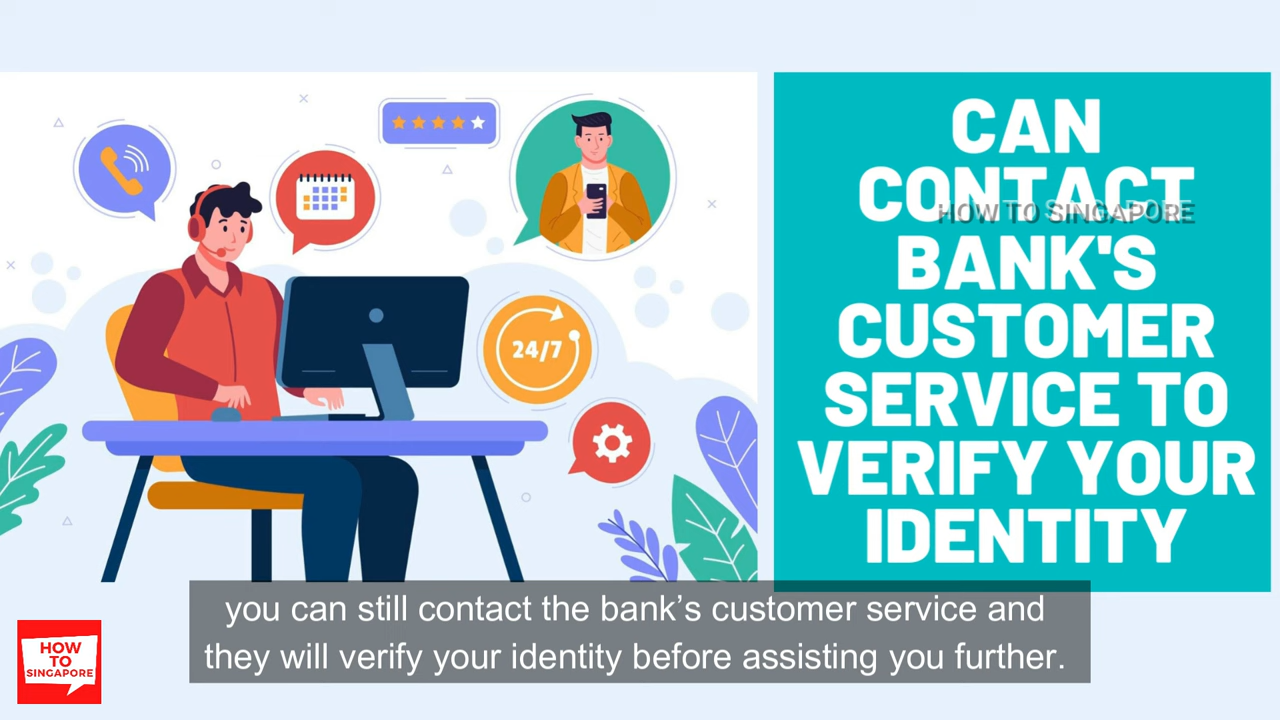 CAN
CONTACT
HOW TO SINGAPORE
BANK'S
CUSTOMER
SERVICE TO
VERIFY YOUR
IDENTITY
24/7
you can still contact the bank’s customer service and
they will verify your identity before assisting you further.
HOW
TO
SINGAPORE